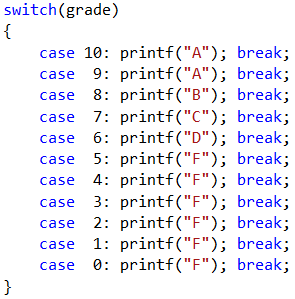 switch(grade)
{
    case 10: printf("A"); break;
    case  9: printf("A"); break;
    case  8: printf("B"); break;
    case  7: printf("C"); break;
    case  6: printf("D"); break;
    case  5: printf("F"); break;
    case  4: printf("F"); break;
    case  3: printf("F"); break;
    case  2: printf("F"); break;
    case  1: printf("F"); break;
    case  0: printf("F"); break;
}